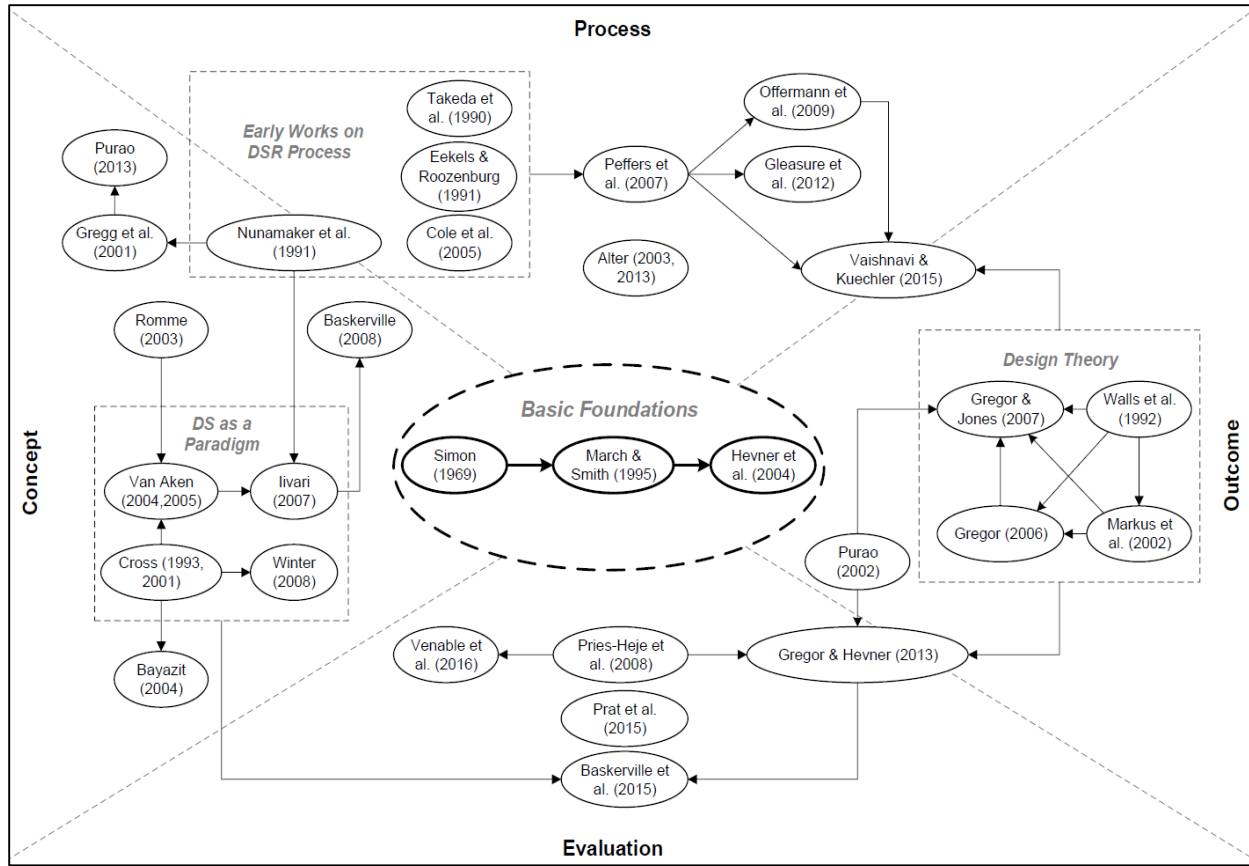 Process
Takeda et
al. (1990)
Early Works on
DSR Process
Offermann et
al. (2009)
Purao
(2013)
Eekels &
Roozenburg
(1991)
Peffers et
al. (2007)
Gleasure et
al. (2012)
Gregg et al.
(2001)
Nunamaker et al.
(1991)
Cole et al.
(2005)
Alter (2003,
2013)
Vaishnavi &
Kuechler (2015)
Romme
(2003)
Baskerville
(2008)
Design Theory
Basic Foundations
Gregor &
Jones
(2007)
Walls et al.
(1992)
DS as a
Paradigm
Concept
Simon
(1969)
March &
Smith (1995)
Hevner
et al. (2004)
Outcome
Van Aken
(2004,2005)
Iivari
(2007)
Gregor (2006)
Markus et
al. (2002)
Cross (1993,
2001)
Winter
(2008)
Purao
(2002)
Venable et
al. (2016)
Pries-Heje
et al. (2008)
Gregor & Hevner (2013)
Bayazit
(2004)
Prat et al.
(2015)
Baskerville et
al. (2015)
Evaluation